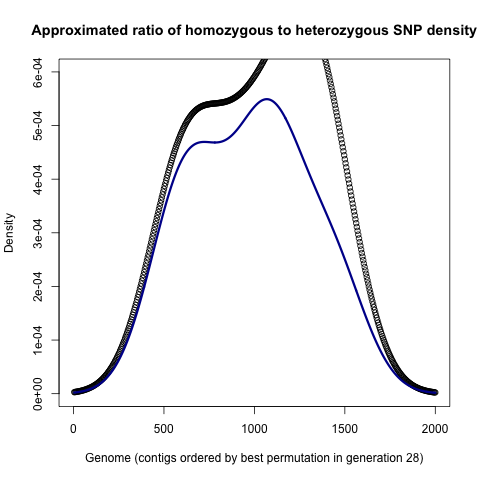 Approximated ratio of homozygous to heterozygous SNP density
6e-04
5e-04
4e-04
3e-04
2e-04
1e-04
0e+00
Density
0 500 1000 1500 2000
Genome (contigs ordered by best permutation in generation 28)